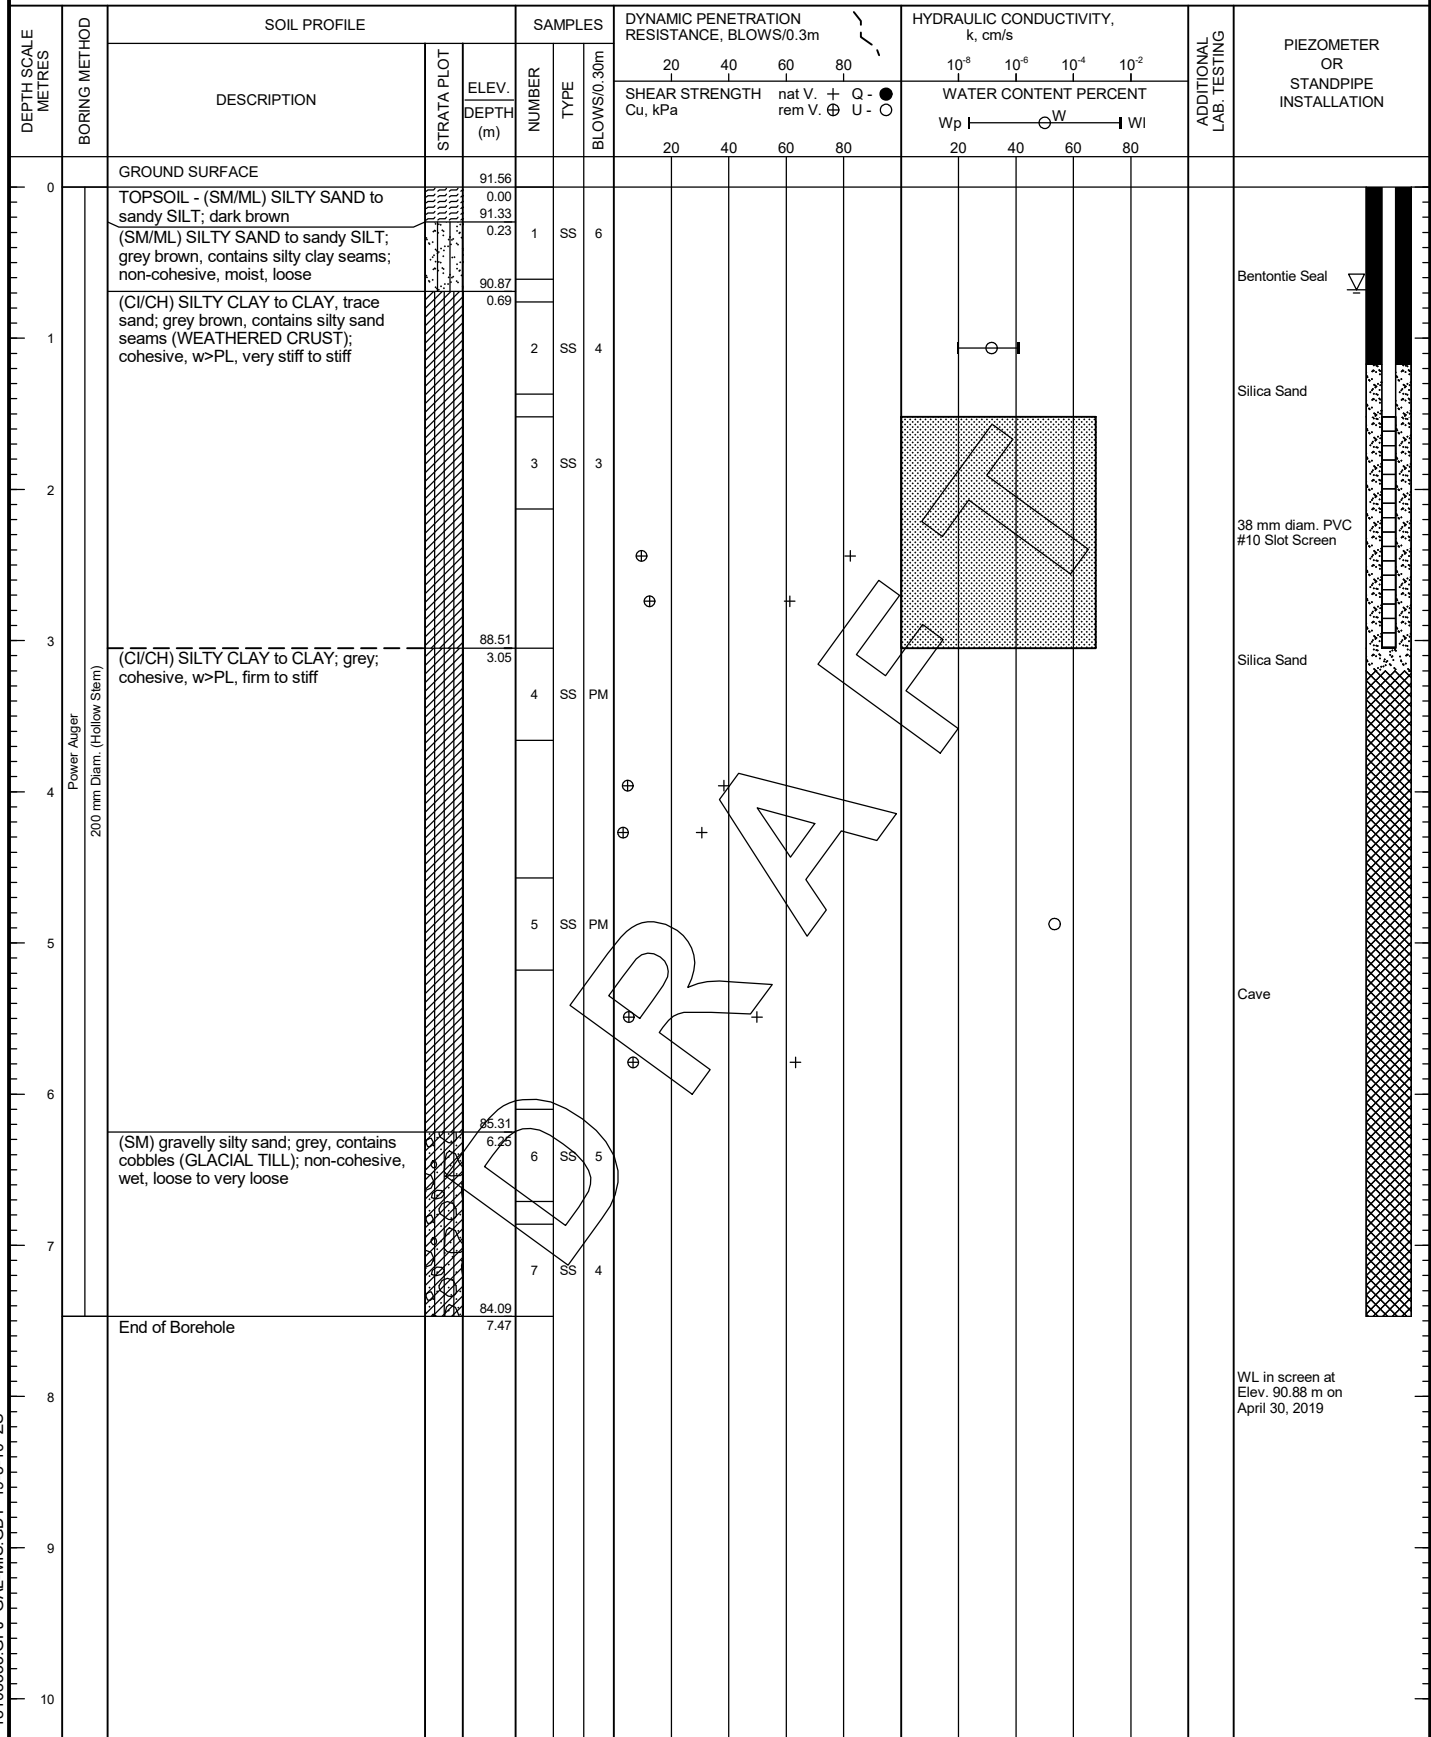 DEPTH SCALE
METRES
BORING METHOD
SOIL PROFILE
DESCRIPTION
STRATA PLOT
ELEV.
DEPTH
(m)
SAMPLES
NUMBER
TYPE
BLOWS/0.30m
DYNAMIC PENETRATION
RESISTANCE, BLOWS/0.3m
20 40 60 80
SHEAR STRENGTH nat V. + Q - ●
Cu, kPa rem V. ⊕ U - ○
20 40 60 80
HYDRAULIC CONDUCTIVITY,
k, cm/s
10⁻⁸ 10⁻⁶ 10⁻⁴ 10⁻²
WATER CONTENT PERCENT
Wp W Wl
20 40 60 80
ADDITIONAL
LAB. TESTING
PIEZOMETER
OR
STANDPIPE
INSTALLATION
GROUND SURFACE
91.56
0
TOPSOIL - (SM/ML) SILTY SAND to
sandy SILT; dark brown
0.00
91.33
(SM/ML) SILTY SAND to sandy SILT;
grey brown, contains silty clay seams;
non-cohesive, moist, loose
0.23
1 SS 6
90.87
Bentontie Seal
(CI/CH) SILTY CLAY to CLAY, trace
sand; grey brown, contains silty sand
seams (WEATHERED CRUST);
cohesive, w>PL, very stiff to stiff
0.69
1
2 SS 4
Silica Sand
3 SS 3
2
38 mm diam. PVC
#10 Slot Screen
3
88.51
(CI/CH) SILTY CLAY to CLAY; grey;
cohesive, w>PL, firm to stiff
3.05
Silica Sand
4 SS PM
Power Auger
200 mm Diam. (Hollow Stem)
4
5 SS PM
5
Cave
6
85.31
(SM) gravelly silty sand; grey, contains
cobbles (GLACIAL TILL); non-cohesive,
wet, loose to very loose
6.25
6 SS 5
7
7 SS 4
84.09
End of Borehole
7.47
8
WL in screen at
Elev. 90.88 m on
April 30, 2019
9
10
DRAFT